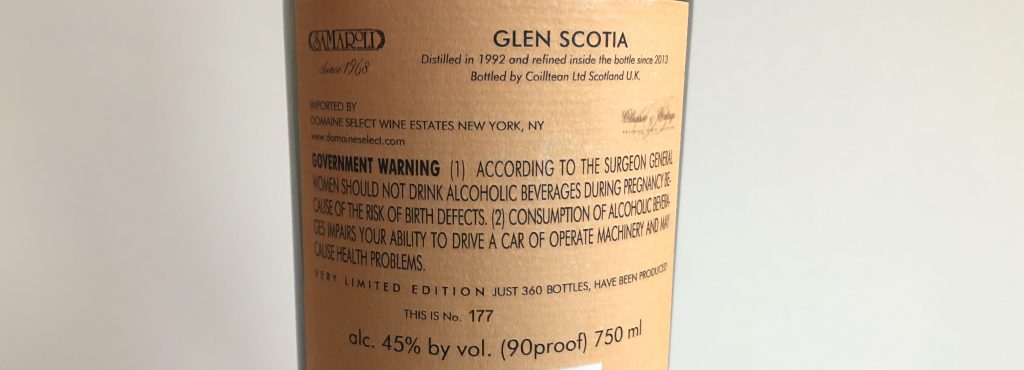 SAMAROLI
Since 1968
GLEN SCOTIA
Distilled in 1992 and refined inside the bottle since 2013
Bottled by Coilltean Ltd Scotland U.K.
IMPORTED BY
DOMAINE SELECT WINE ESTATES NEW YORK, NY
www.domaineselect.com
GOVERNMENT WARNING (1) ACCORDING TO THE SURGEON GENERAL
WOMEN SHOULD NOT DRINK ALCOHOLIC BEVERAGES DURING PREGNANCY BE-
CAUSE OF THE RISK OF BIRTH DEFECTS. (2) CONSUMPTION OF ALCOHOLIC BEVERA-
GES IMPAIRS YOUR ABILITY TO DRIVE A CAR OF OPERATE MACHINERY AND MAY
CAUSE HEALTH PROBLEMS.
VERY LIMITED EDITION JUST 360 BOTTLES, HAVE BEEN PRODUCED
THIS IS No. 177
alc. 45% by vol. (90proof) 750 ml